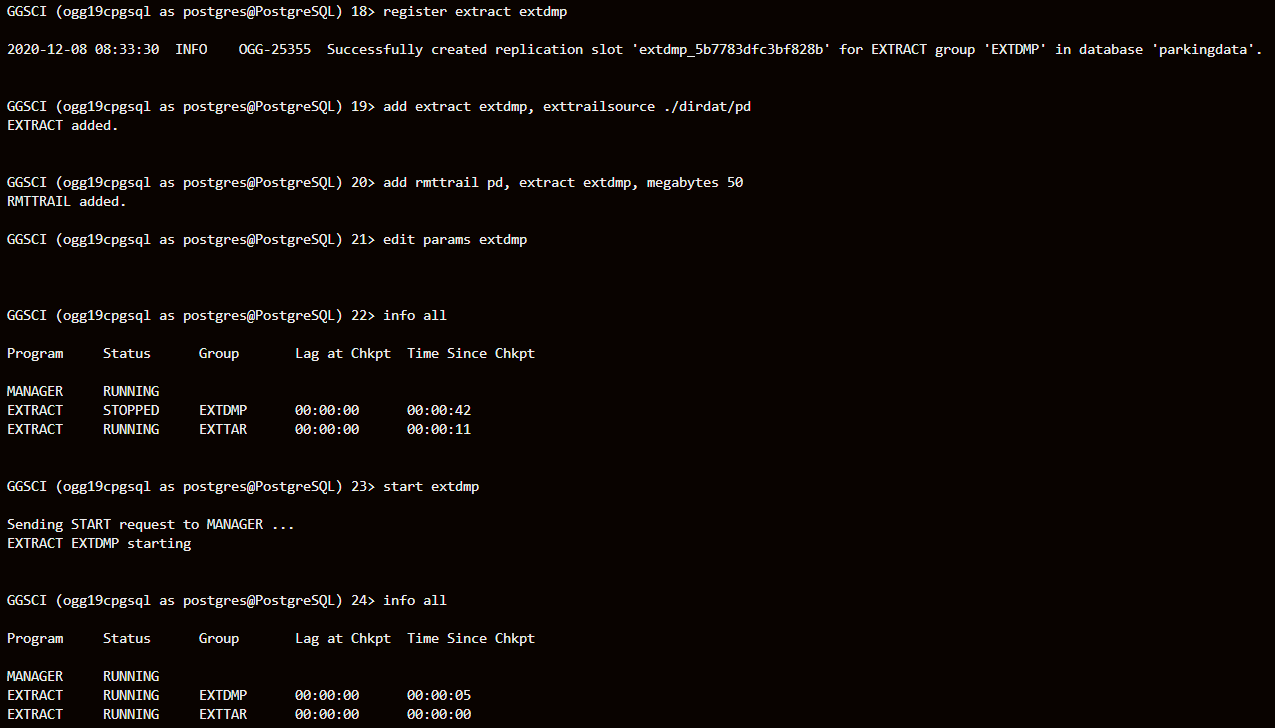 GGSCI (ogg19cpgsql as postgres@PostgreSQL) 18> register extract extdmp
2020-12-08 08:33:30  INFO    OGG-25355  Successfully created replication slot 'extdmp_5b7783dfc3bf828b' for EXTRACT group 'EXTDMP' in database 'parkingdata'.
GGSCI (ogg19cpgsql as postgres@PostgreSQL) 19> add extract extdmp, exttrailsource ./dirdat/pd
EXTRACT added.
GGSCI (ogg19cpgsql as postgres@PostgreSQL) 20> add rmttrail pd, extract extdmp, megabytes 50
RMTTRAIL added.
GGSCI (ogg19cpgsql as postgres@PostgreSQL) 21> edit params extdmp
GGSCI (ogg19cpgsql as postgres@PostgreSQL) 22> info all
Program     Status      Group       Lag at Chkpt  Time Since Chkpt
MANAGER     RUNNING
EXTRACT     STOPPED     EXTDMP      00:00:00      00:00:42
EXTRACT     RUNNING     EXTTAR      00:00:00      00:00:11
GGSCI (ogg19cpgsql as postgres@PostgreSQL) 23> start extdmp
Sending START request to MANAGER ...
EXTRACT EXTDMP starting
GGSCI (ogg19cpgsql as postgres@PostgreSQL) 24> info all
Program     Status      Group       Lag at Chkpt  Time Since Chkpt
MANAGER     RUNNING
EXTRACT     RUNNING     EXTDMP      00:00:00      00:00:05
EXTRACT     RUNNING     EXTTAR      00:00:00      00:00:00